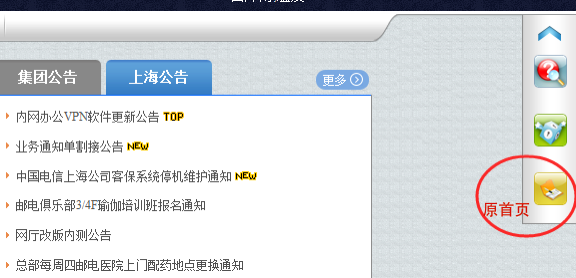 集团公告 上海公告 更多
内网办公VPN软件更新公告 TOP
业务通知单割接公告 NEW
中国电信上海公司客保系统停机维护通知 NEW
邮电俱乐部3/4F瑜伽培训班报名通知
网厅改版内测公告
总部每周四邮电医院上门配药地点更换通知
原首页